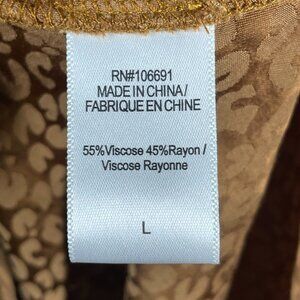 RN#106691
MADE IN CHINA/
FABRIQUE EN CHINE
55%Viscose 45%Rayon /
Viscose Rayonne
L